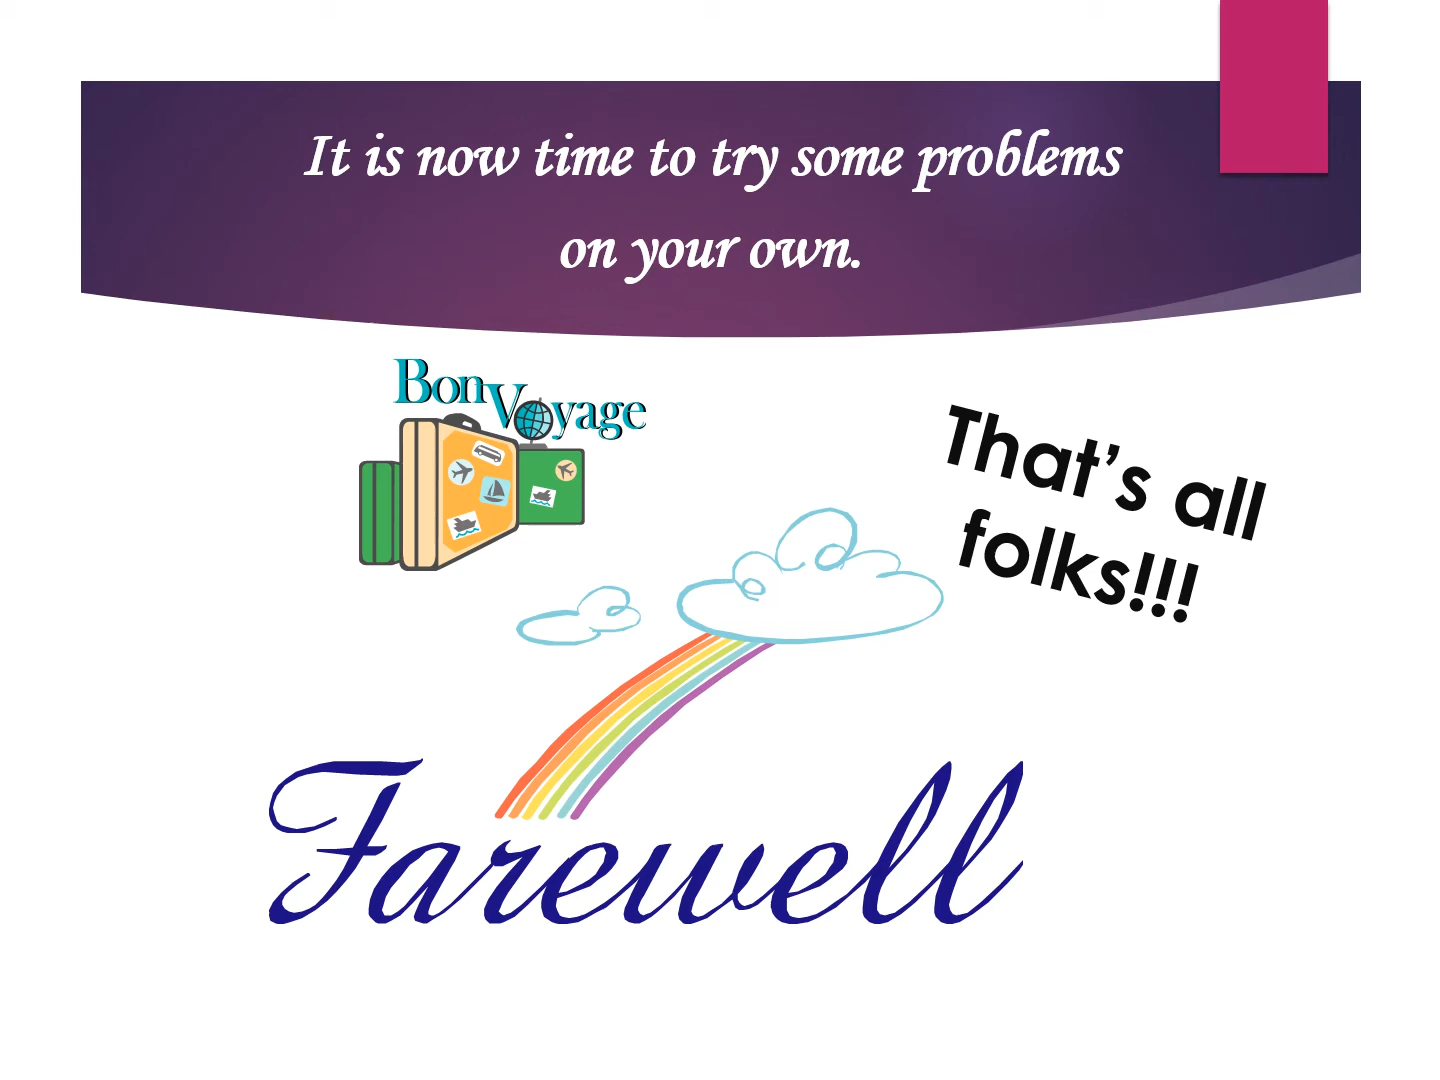 It is now time to try some problems
on your own.
Bon Voyage
That's all
folks!!!
Farewell